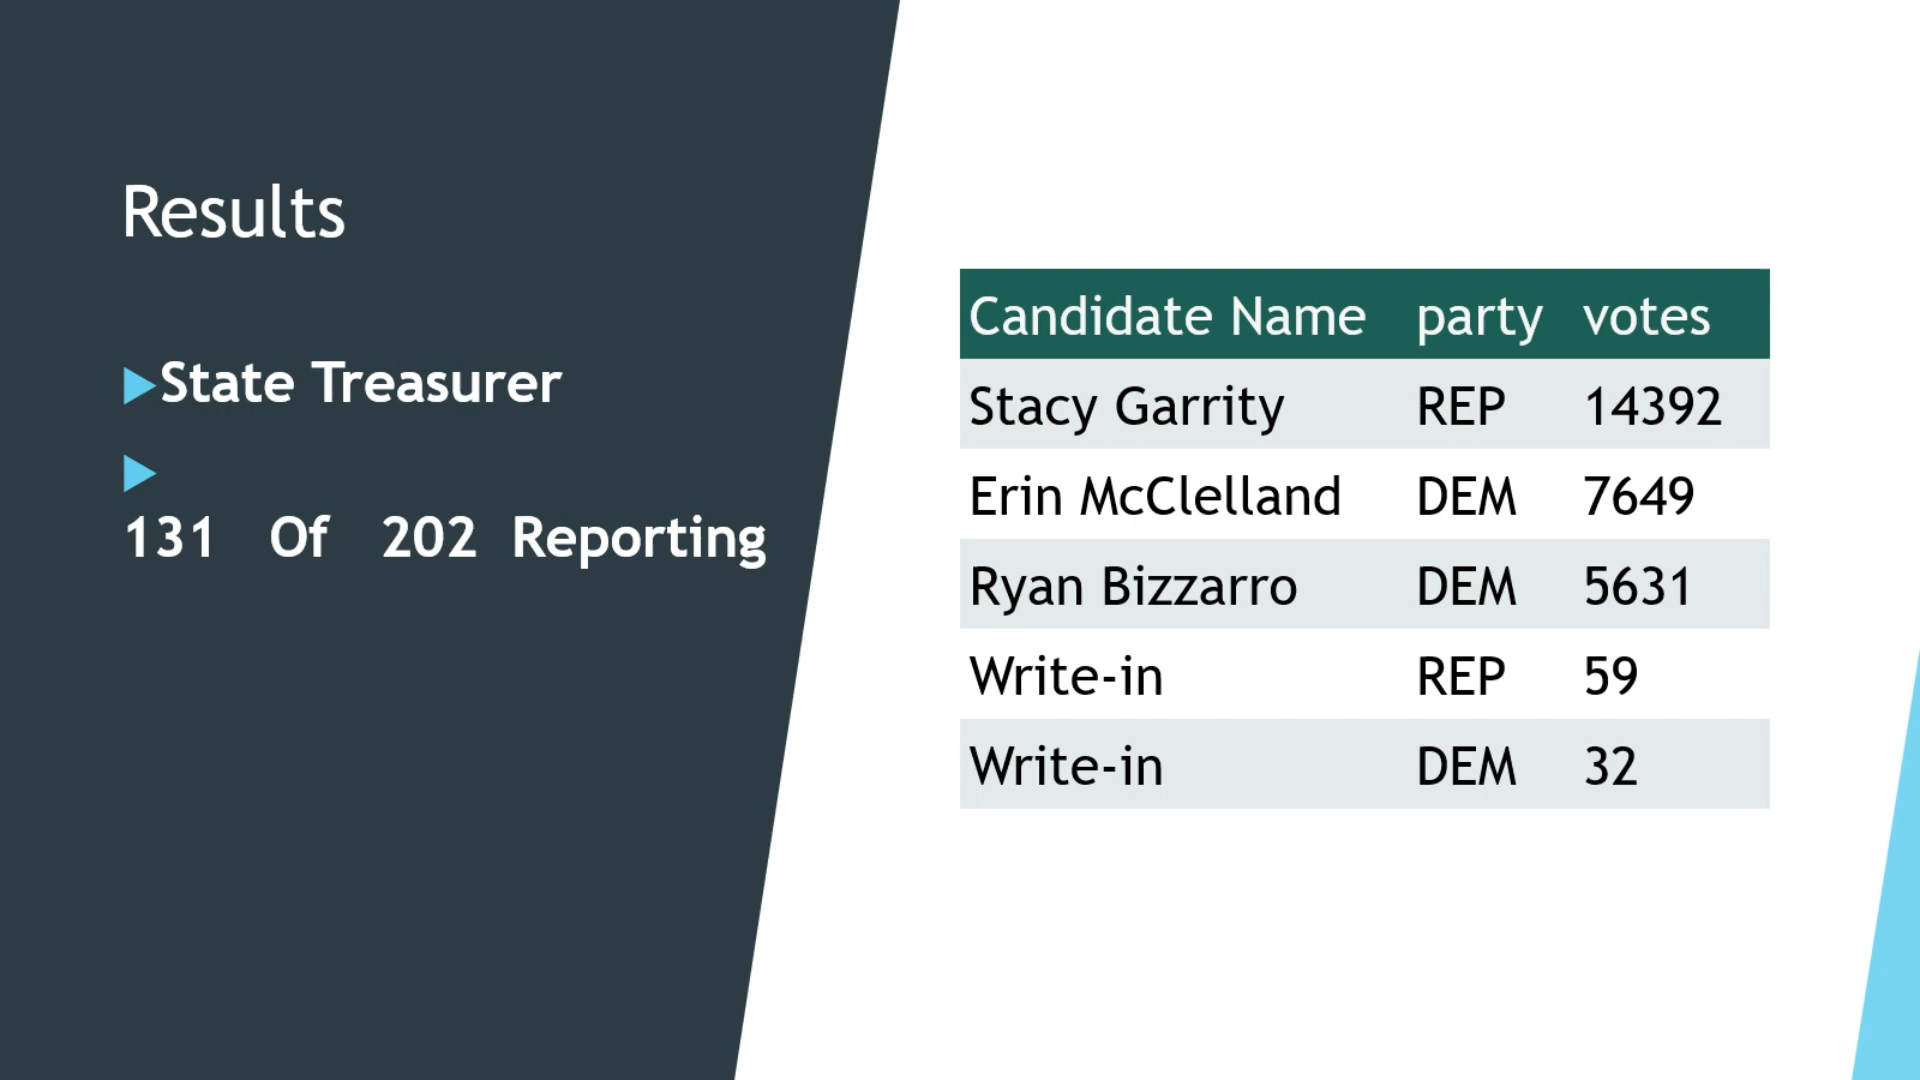 Results
State Treasurer
131 Of 202 Reporting
Candidate Name party votes
Stacy Garrity REP 14392
Erin McClelland DEM 7649
Ryan Bizzarro DEM 5631
Write-in REP 59
Write-in DEM 32